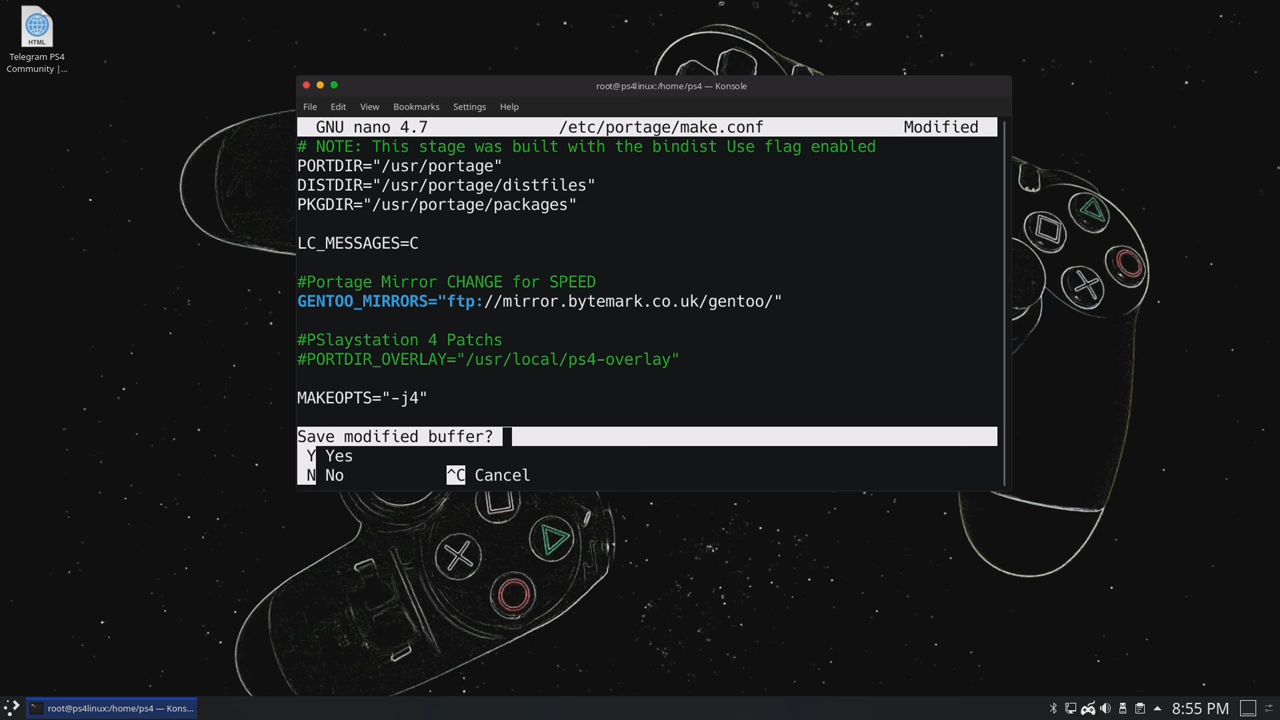 HTML
Telegram PS4
Community |...
root@ps4linux:/home/ps4 — Konsole
File Edit View Bookmarks Settings Help
GNU nano 4.7 /etc/portage/make.conf Modified
# NOTE: This stage was built with the bindist Use flag enabled
PORTDIR="/usr/portage"
DISTDIR="/usr/portage/distfiles"
PKGDIR="/usr/portage/packages"
LC_MESSAGES=C
#Portage Mirror CHANGE for SPEED
GENTOO_MIRRORS="ftp://mirror.bytemark.co.uk/gentoo/"
#PSlaystation 4 Patchs
#PORTDIR_OVERLAY="/usr/local/ps4-overlay"
MAKEOPTS="-j4"
Save modified buffer?
Y Yes
N No ^C Cancel
root@ps4linux:/home/ps4 — Kons...
8:55 PM